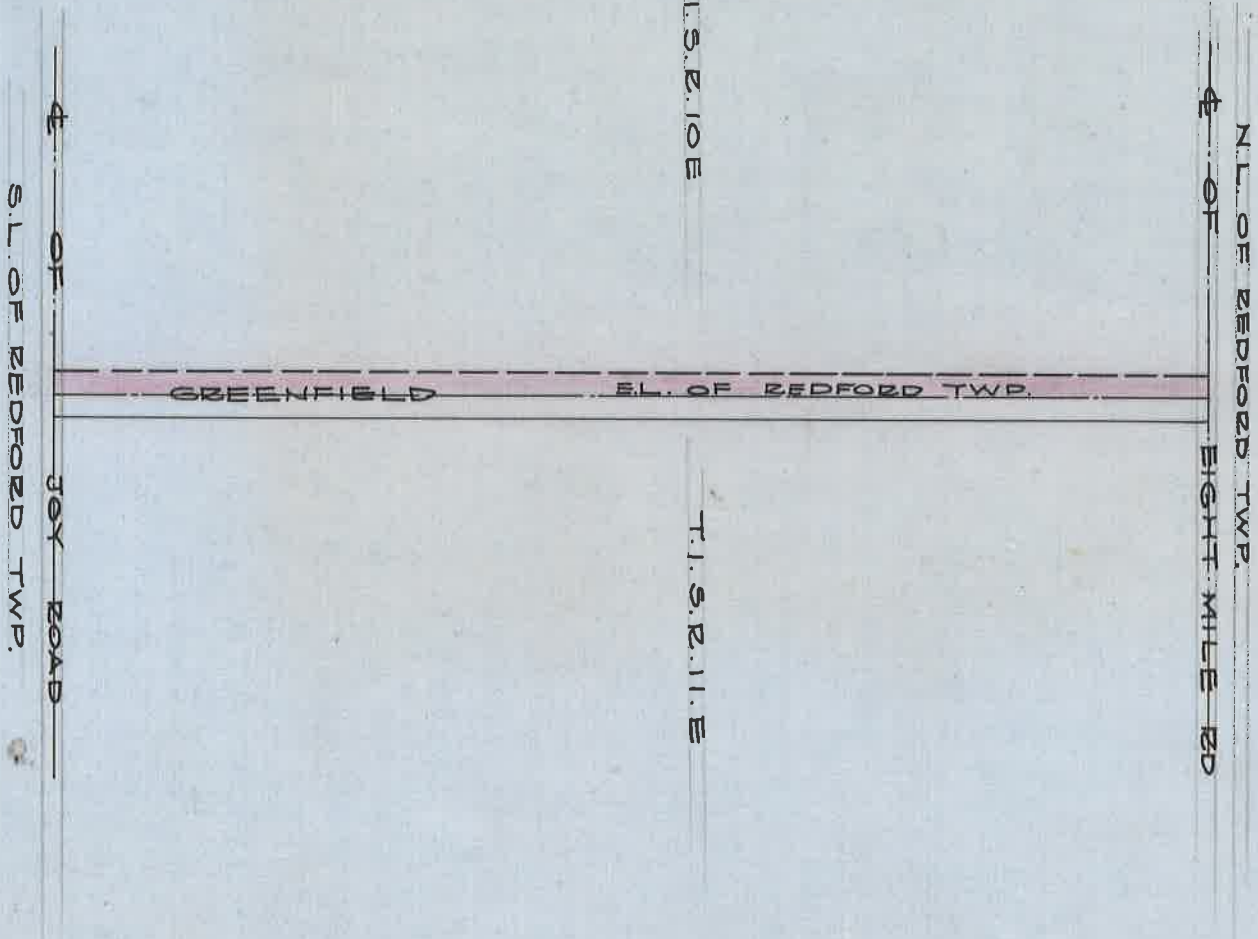 S.L. OF REDFORD TWP.
℄ OF JOY ROAD
GREENFIELD E.L. OF REDFORD TWP.
1.S.R.10E
T.1.S.R.11.E
℄ OF EIGHT MILE RD
N.L. OF REDFORD TWP.